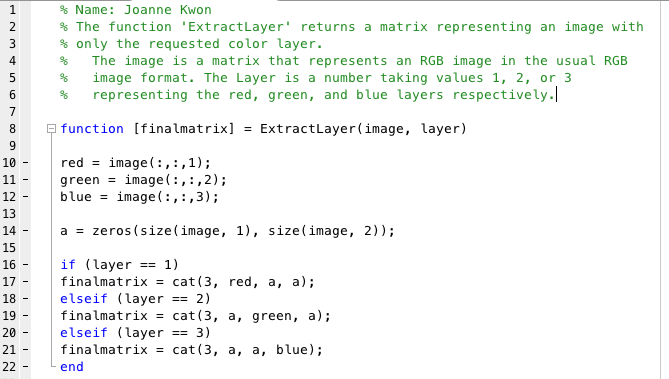 1 % Name: Joanne Kwon
2 % The function 'ExtractLayer' returns a matrix representing an image with
3 % only the requested color layer.
4 %   The image is a matrix that represents an RGB image in the usual RGB
5 %   image format. The Layer is a number taking values 1, 2, or 3
6 %   representing the red, green, and blue layers respectively.
7
8 function [finalmatrix] = ExtractLayer(image, layer)
9
10 - red = image(:,:,1);
11 - green = image(:,:,2);
12 - blue = image(:,:,3);
13
14 - a = zeros(size(image, 1), size(image, 2));
15
16 - if (layer == 1)
17 - finalmatrix = cat(3, red, a, a);
18 - elseif (layer == 2)
19 - finalmatrix = cat(3, a, green, a);
20 - elseif (layer == 3)
21 - finalmatrix = cat(3, a, a, blue);
22 - end